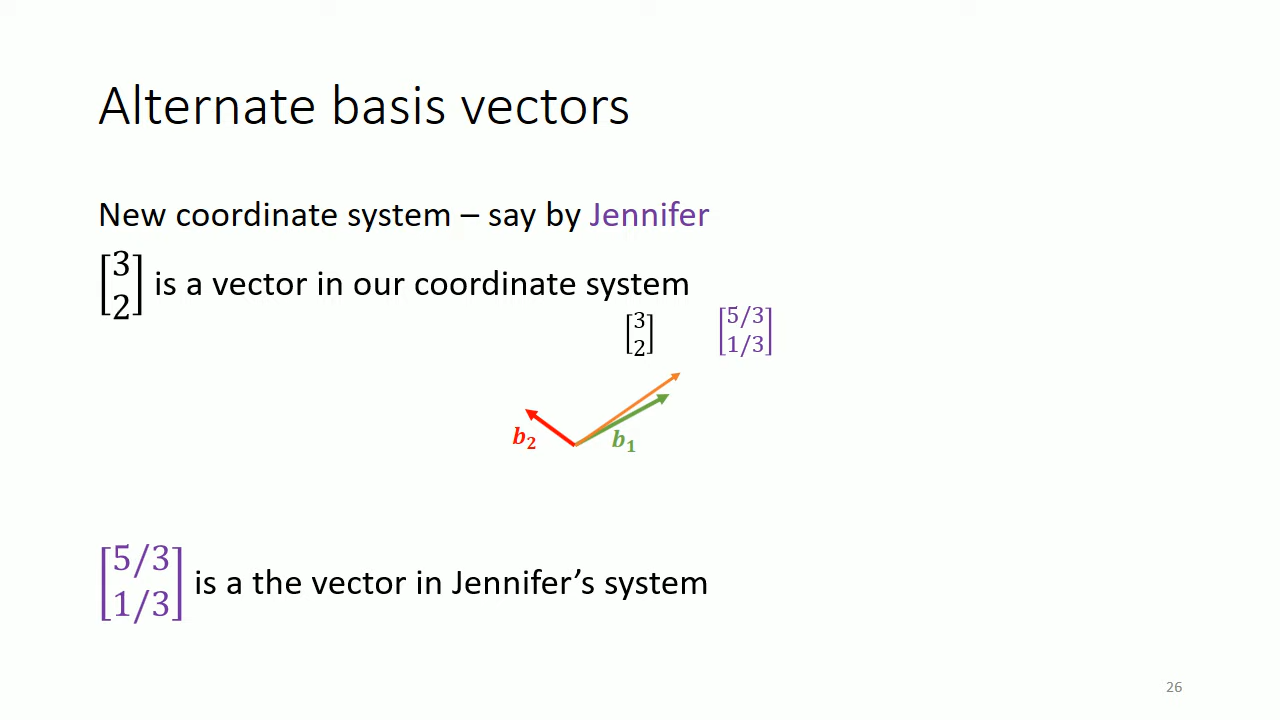 Alternate basis vectors
New coordinate system – say by Jennifer
[3 2] is a vector in our coordinate system
[3 2] [5/3 1/3]
b₂ b₁
[5/3 1/3] is a the vector in Jennifer’s system
26